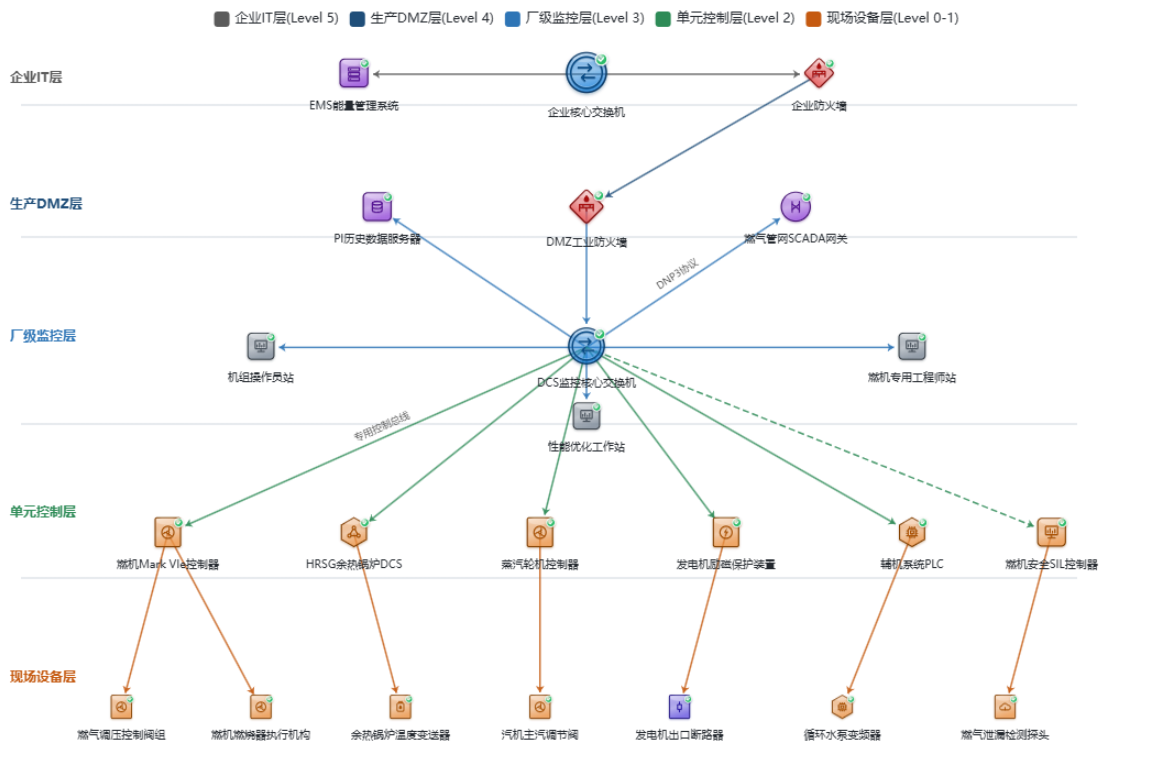 企业IT层(Level 5) 生产DMZ层(Level 4) 厂级监控层(Level 3) 单元控制层(Level 2) 现场设备层(Level 0-1)
企业IT层
EMS能量管理系统 企业核心交换机 企业防火墙
生产DMZ层
PI历史数据服务器 DMZ工业防火墙 燃气管网SCADA网关
DNP3协议
厂级监控层
机组操作员站 DCS监控核心交换机 燃机专用工程师站
专用控制总线
性能优化工作站
单元控制层
燃机Mark VIe控制器 HRSG余热锅炉DCS 蒸汽轮机控制器 发电机励磁保护装置 辅机系统PLC 燃机安全SIL控制器
现场设备层
燃气调压控制阀组 燃机燃烧器执行机构 余热锅炉温度变送器 汽机主汽调节阀 发电机出口断路器 循环水泵变频器 燃气泄漏检测探头